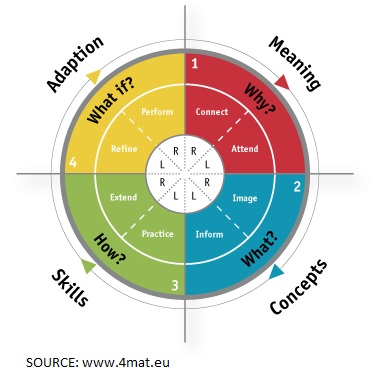 Adaption
Meaning
1
What if?
Why?
Perform
Connect
Refine
Attend
4
R R
L R
L L
R R
L L
2
Extend
Image
Practice
Inform
How?
What?
3
Skills
Concepts
SOURCE: www.4mat.eu